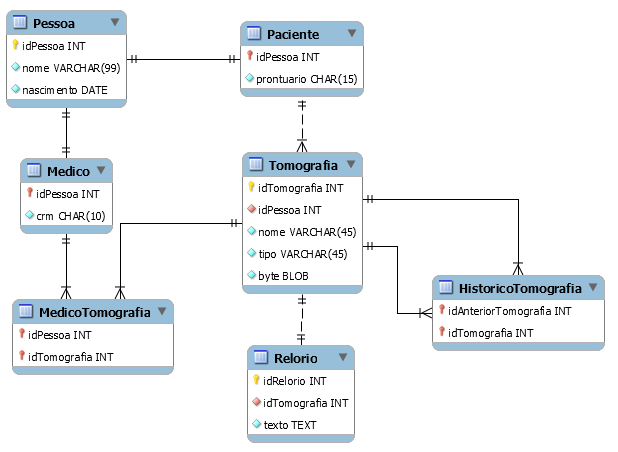 Pessoa
idPessoa INT
nome VARCHAR(99)
nascimento DATE
Paciente
idPessoa INT
prontuario CHAR(15)
Medico
idPessoa INT
crm CHAR(10)
Tomografia
idTomografia INT
idPessoa INT
nome VARCHAR(45)
tipo VARCHAR(45)
byte BLOB
MedicoTomografia
idPessoa INT
idTomografia INT
HistoricoTomografia
idAnteriorTomografia INT
idTomografia INT
Relorio
idRelorio INT
idTomografia INT
texto TEXT